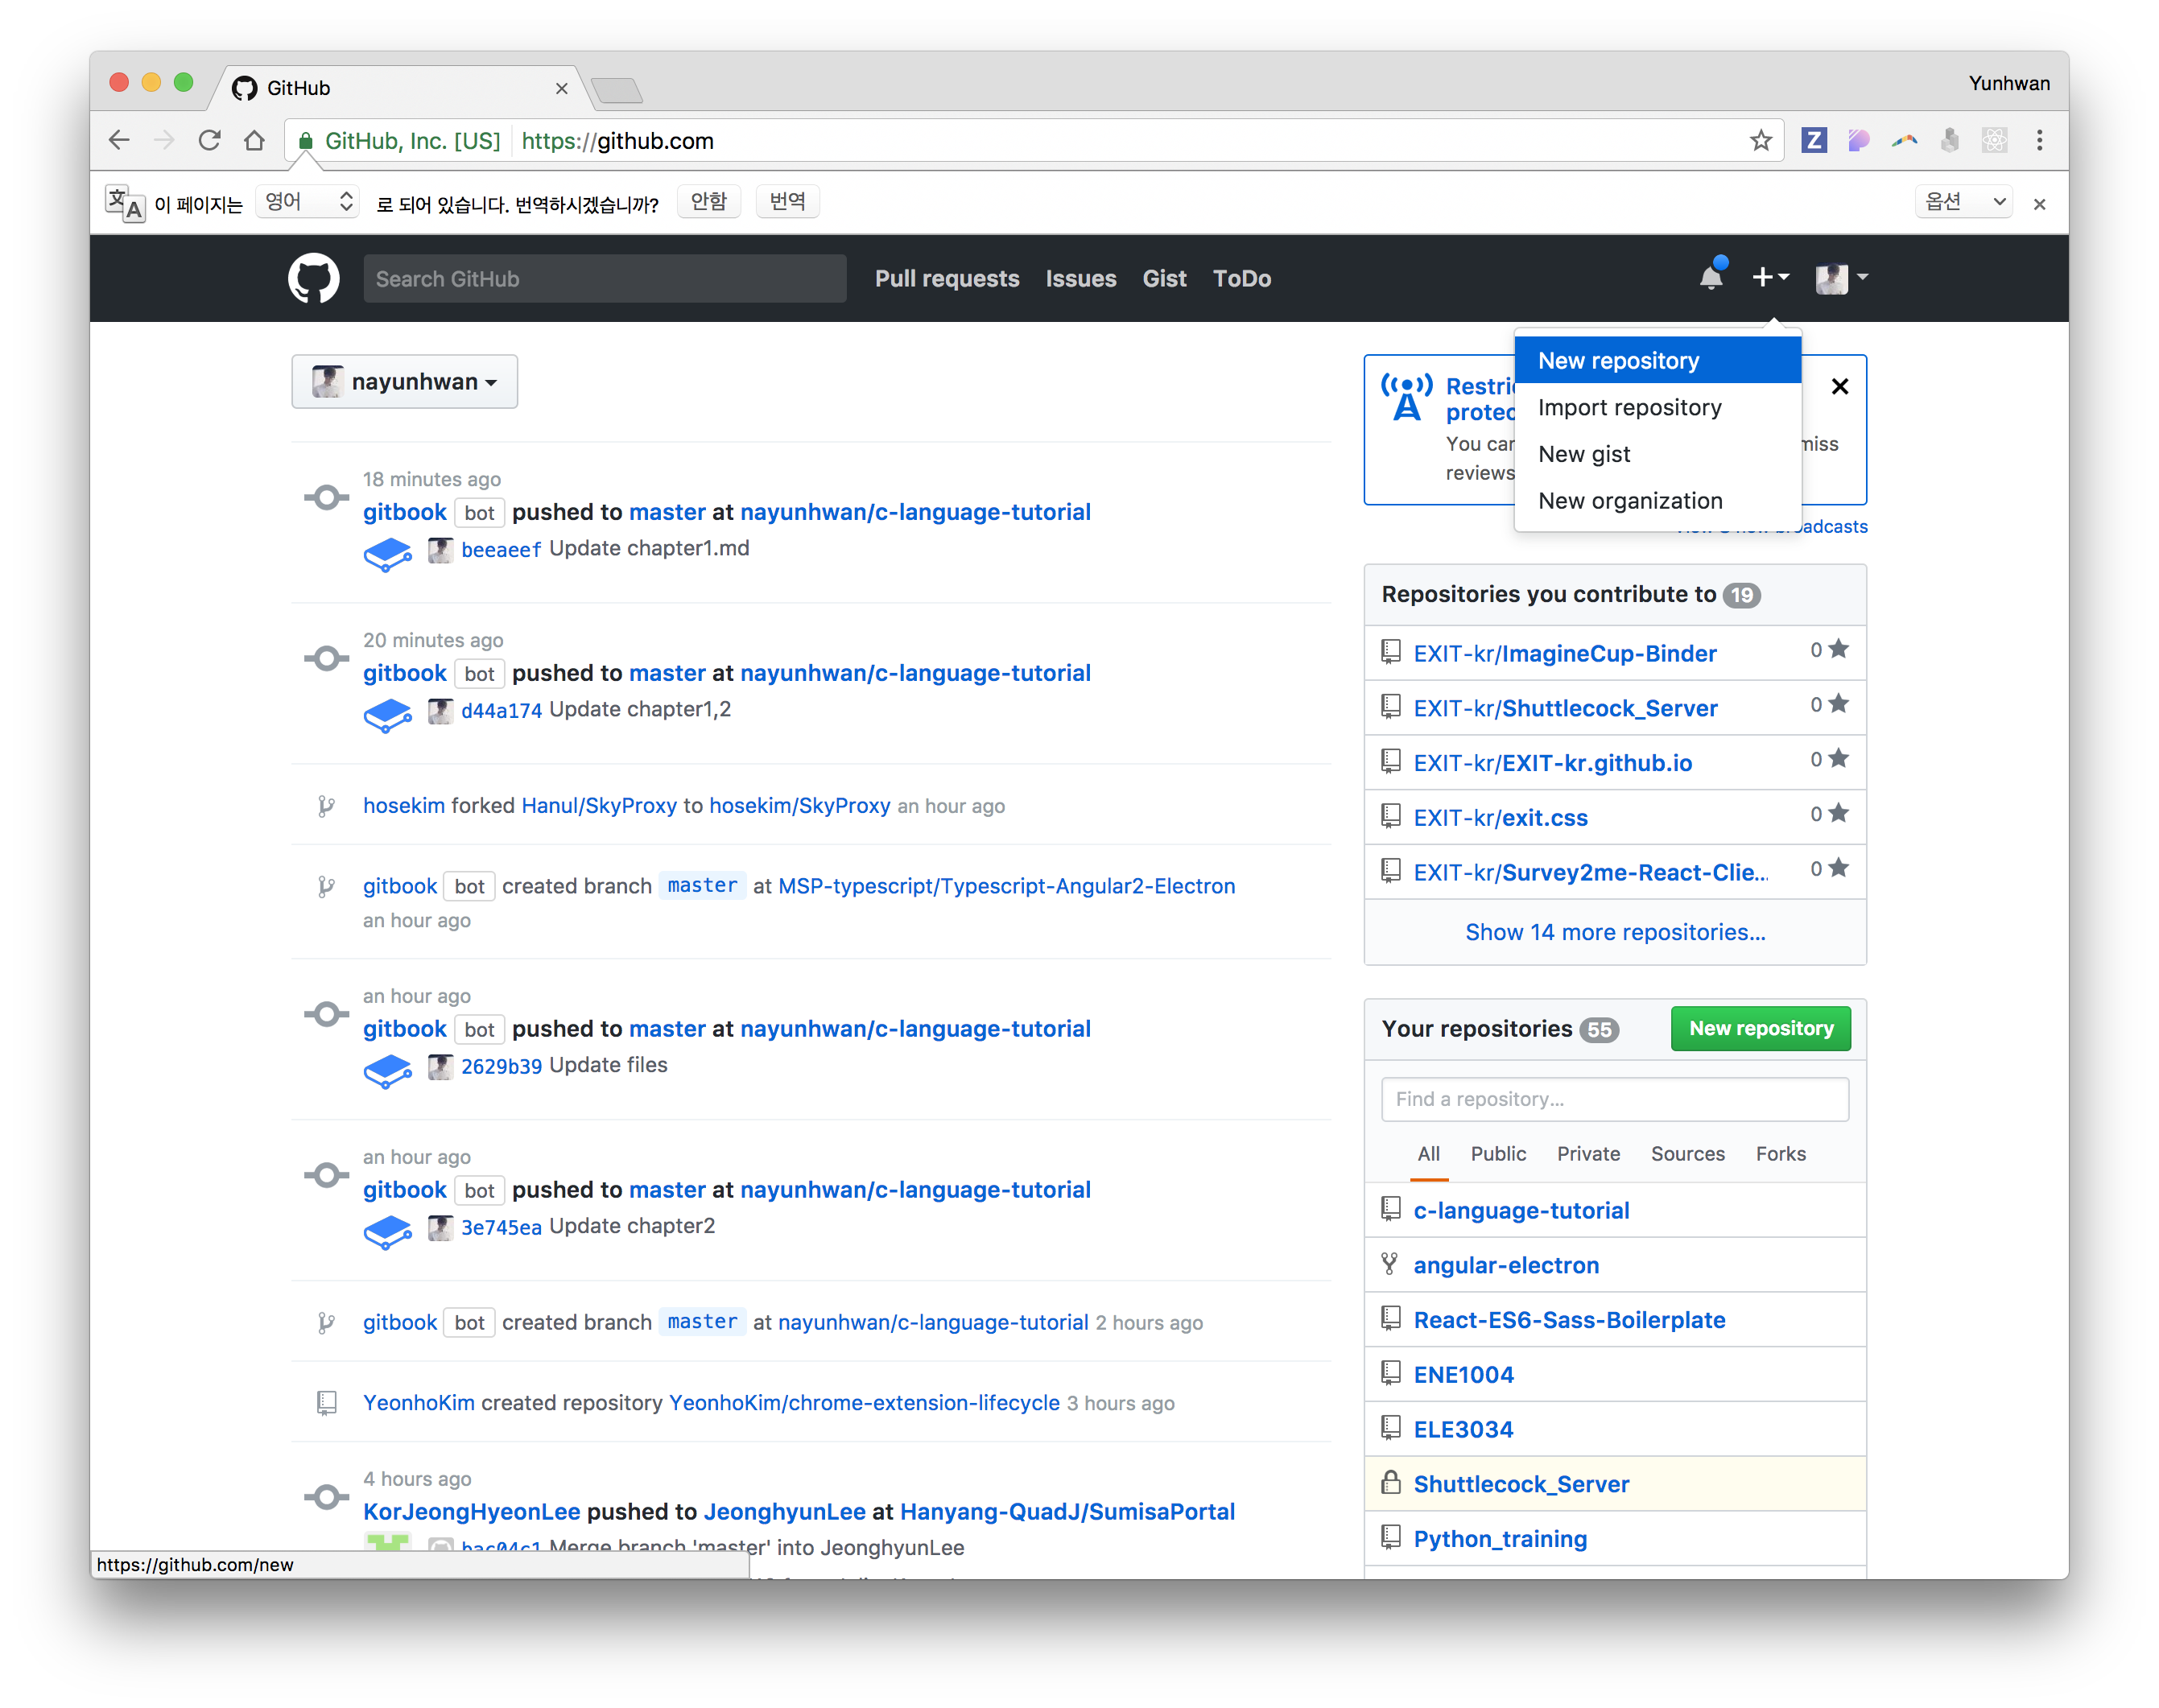 GitHub
Yunhwan
GitHub, Inc. [US] https://github.com
Z
이 페이지는 영어 로 되어 있습니다. 번역하시겠습니까? 안함 번역 옵션
Search GitHub Pull requests Issues Gist ToDo
New repository
Import repository
New gist
New organization
nayunhwan
You miss
reviews
broadcasts
18 minutes ago
gitbook bot pushed to master at nayunhwan/c-language-tutorial
beeaeef Update chapter1.md
20 minutes ago
gitbook bot pushed to master at nayunhwan/c-language-tutorial
d44a174 Update chapter1,2
hosekim forked Hanul/SkyProxy to hosekim/SkyProxy an hour ago
gitbook bot created branch master at MSP-typescript/Typescript-Angular2-Electron
an hour ago
an hour ago
gitbook bot pushed to master at nayunhwan/c-language-tutorial
2629b39 Update files
an hour ago
gitbook bot pushed to master at nayunhwan/c-language-tutorial
3e745ea Update chapter2
gitbook bot created branch master at nayunhwan/c-language-tutorial 2 hours ago
YeonhoKim created repository YeonhoKim/chrome-extension-lifecycle 3 hours ago
4 hours ago
KorJeongHyeonLee pushed to JeonghyunLee at Hanyang-QuadJ/SumisaPortal
bac04c1 Merge branch 'master' into JeonghyunLee
https://github.com/new
Repositories you contribute to 19
EXIT-kr/ImagineCup-Binder 0
EXIT-kr/Shuttlecock_Server 0
EXIT-kr/EXIT-kr.github.io 0
EXIT-kr/exit.css 0
EXIT-kr/Survey2me-React-Clie... 0
Show 14 more repositories...
Your repositories 55 New repository
Find a repository...
All Public Private Sources Forks
c-language-tutorial
angular-electron
React-ES6-Sass-Boilerplate
ENE1004
ELE3034
Shuttlecock_Server
Python_training